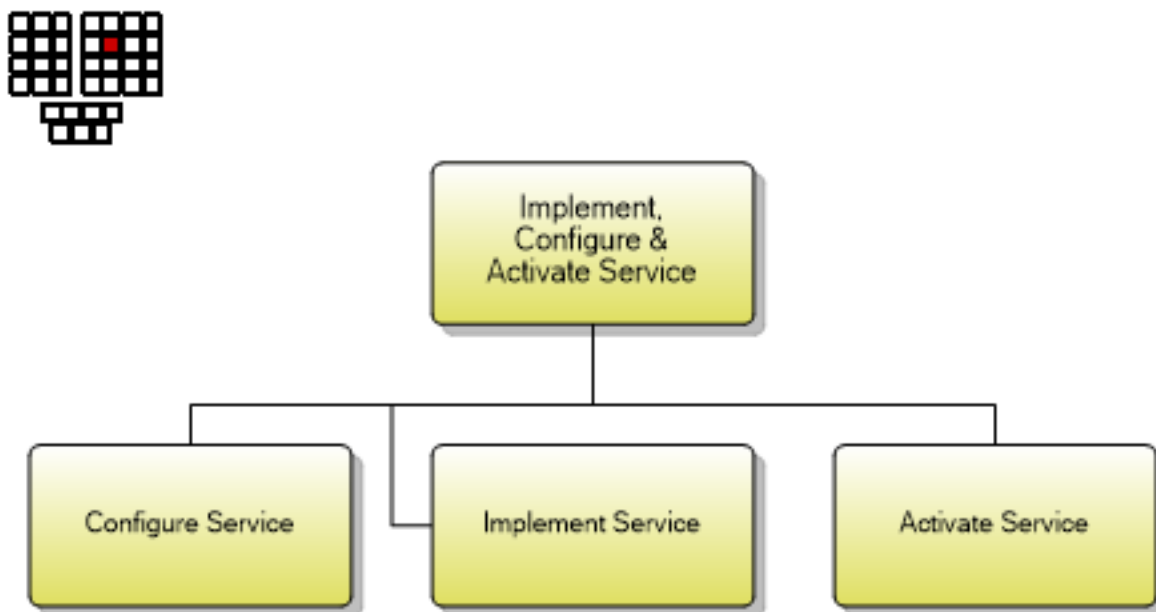 Implement,
Configure &
Activate Service
Configure Service
Implement Service
Activate Service